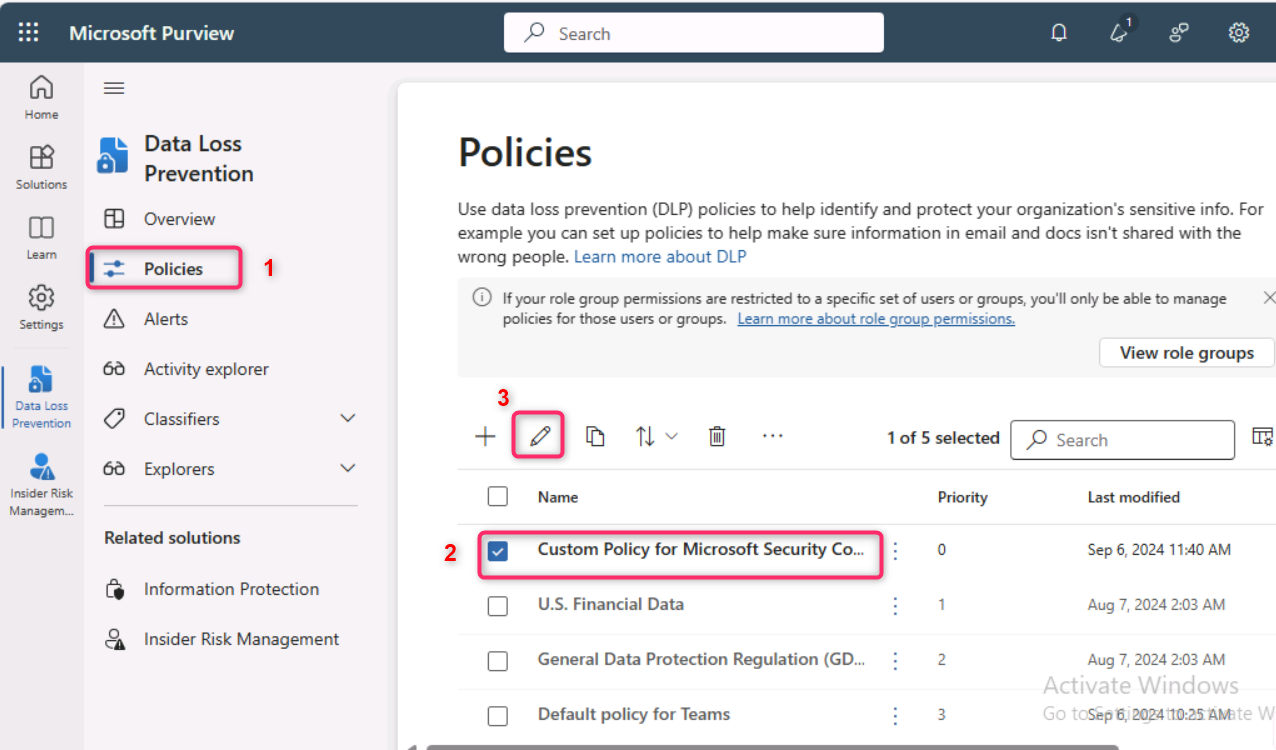 Microsoft Purview
Search
1
Home
Solutions
Learn
Settings
Data Loss
Prevention
Insider Risk
Managem...
Data Loss
Prevention
Overview
Policies
1
Alerts
Activity explorer
Classifiers
Explorers
Related solutions
Information Protection
Insider Risk Management
Policies
Use data loss prevention (DLP) policies to help identify and protect your organization's sensitive info. For
example you can set up policies to help make sure information in email and docs isn't shared with the
wrong people. Learn more about DLP
If your role group permissions are restricted to a specific set of users or groups, you'll only be able to manage
policies for those users or groups. Learn more about role group permissions.
View role groups
3
1 of 5 selected
Search
Name Priority Last modified
2
Custom Policy for Microsoft Security Co... 0 Sep 6, 2024 11:40 AM
U.S. Financial Data 1 Aug 7, 2024 2:03 AM
General Data Protection Regulation (GD... 2 Aug 7, 2024 2:03 AM
Activate Windows
Default policy for Teams 3 Sep 6, 2024 10:25 AM
Go to Settings to activate W